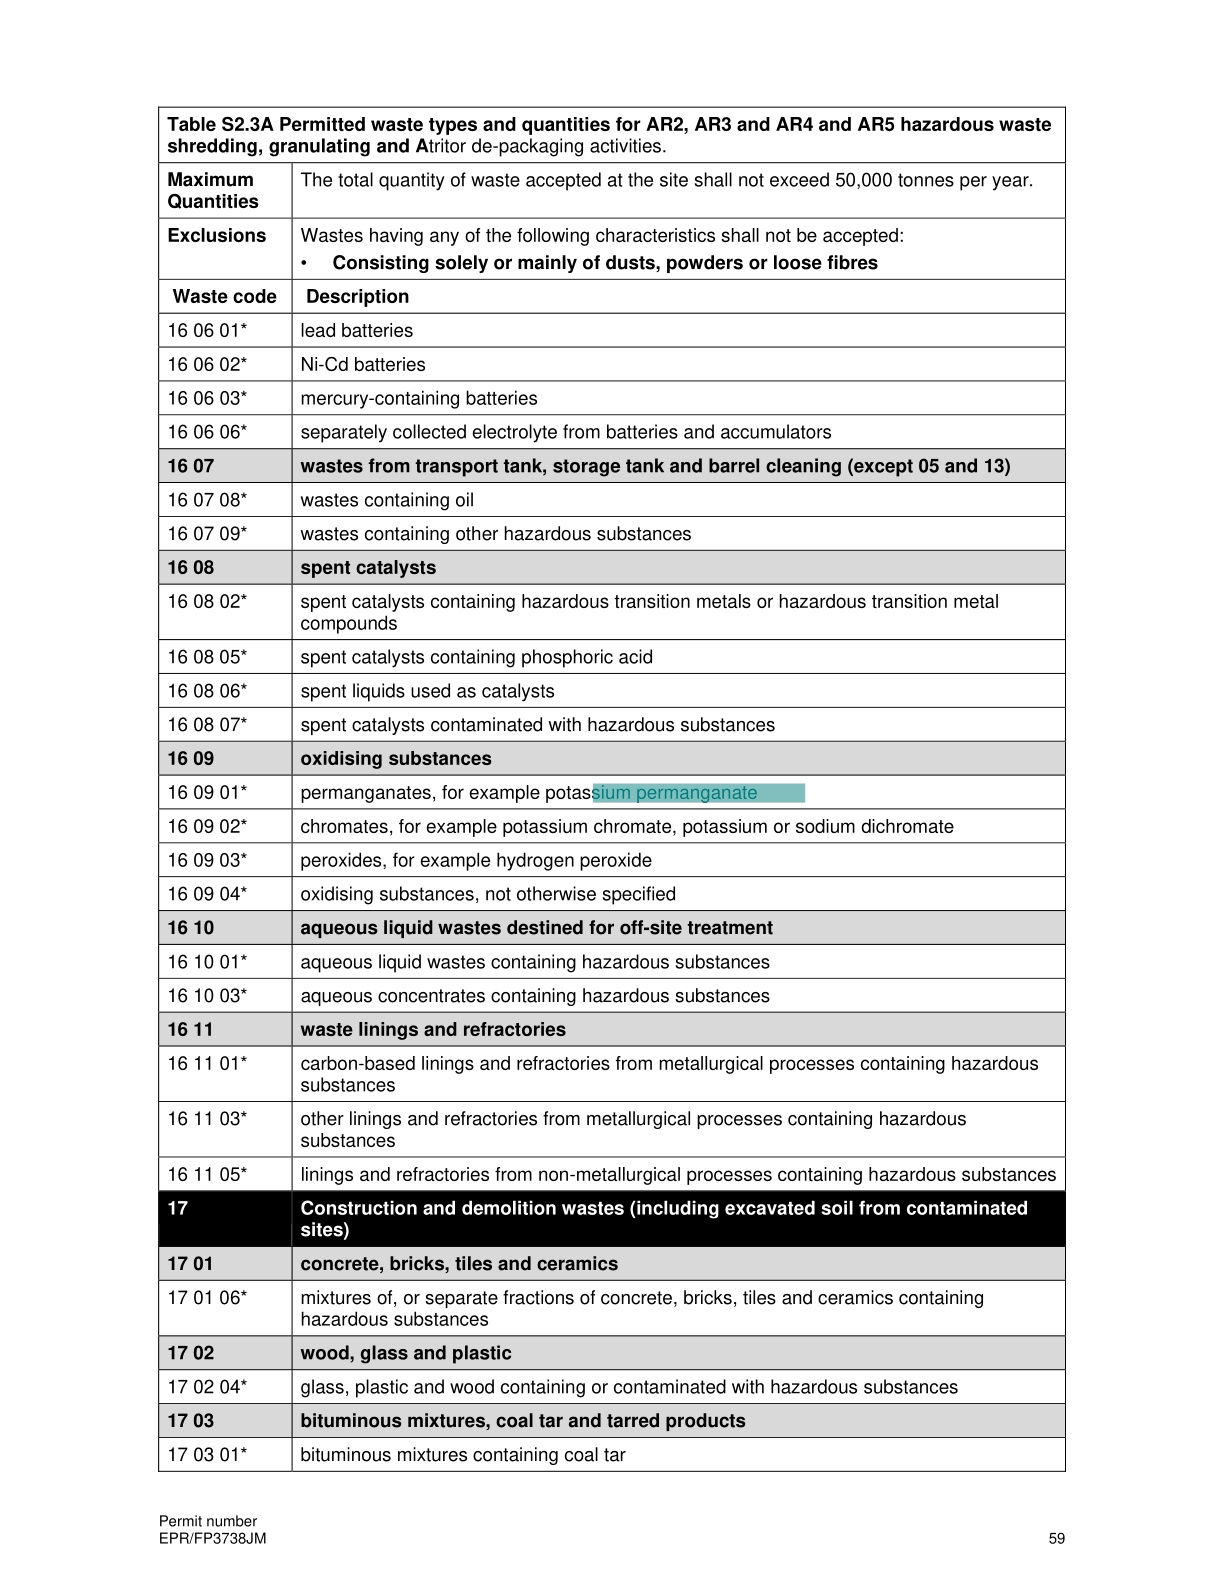 Table S2.3A Permitted waste types and quantities for AR2, AR3 and AR4 and AR5 hazardous waste
shredding, granulating and Atritor de-packaging activities.
Maximum
Quantities
The total quantity of waste accepted at the site shall not exceed 50,000 tonnes per year.
Exclusions
Wastes having any of the following characteristics shall not be accepted:
• Consisting solely or mainly of dusts, powders or loose fibres
Waste code Description
16 06 01* lead batteries
16 06 02* Ni-Cd batteries
16 06 03* mercury-containing batteries
16 06 06* separately collected electrolyte from batteries and accumulators
16 07 wastes from transport tank, storage tank and barrel cleaning (except 05 and 13)
16 07 08* wastes containing oil
16 07 09* wastes containing other hazardous substances
16 08 spent catalysts
16 08 02* spent catalysts containing hazardous transition metals or hazardous transition metal
compounds
16 08 05* spent catalysts containing phosphoric acid
16 08 06* spent liquids used as catalysts
16 08 07* spent catalysts contaminated with hazardous substances
16 09 oxidising substances
16 09 01* permanganates, for example potassium permanganate
16 09 02* chromates, for example potassium chromate, potassium or sodium dichromate
16 09 03* peroxides, for example hydrogen peroxide
16 09 04* oxidising substances, not otherwise specified
16 10 aqueous liquid wastes destined for off-site treatment
16 10 01* aqueous liquid wastes containing hazardous substances
16 10 03* aqueous concentrates containing hazardous substances
16 11 waste linings and refractories
16 11 01* carbon-based linings and refractories from metallurgical processes containing hazardous
substances
16 11 03* other linings and refractories from metallurgical processes containing hazardous
substances
16 11 05* linings and refractories from non-metallurgical processes containing hazardous substances
17 Construction and demolition wastes (including excavated soil from contaminated
sites)
17 01 concrete, bricks, tiles and ceramics
17 01 06* mixtures of, or separate fractions of concrete, bricks, tiles and ceramics containing
hazardous substances
17 02 wood, glass and plastic
17 02 04* glass, plastic and wood containing or contaminated with hazardous substances
17 03 bituminous mixtures, coal tar and tarred products
17 03 01* bituminous mixtures containing coal tar
Permit number
EPR/FP3738JM 59